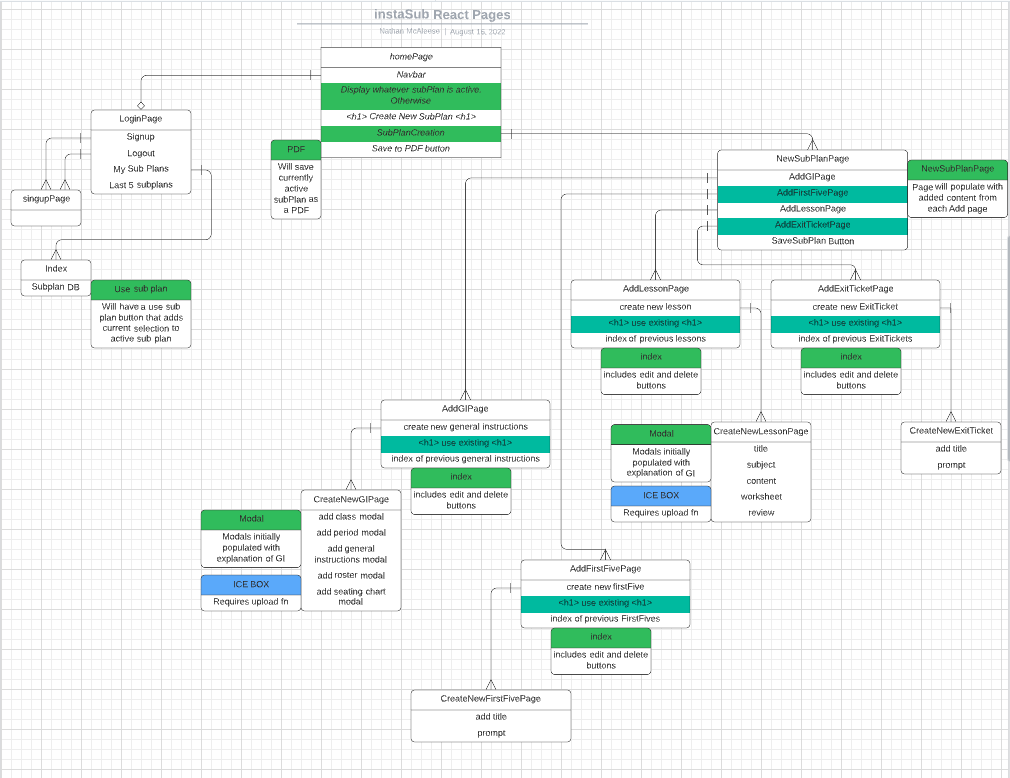 instaSub React Pages
Nathan McAleese | August 15, 2022
homePage
Navbar
Display whatever subPlan is active.
Otherwise
<h1> Create New SubPlan <h1>
SubPlanCreation
Save to PDF button
PDF
Will save
currently
active
subPlan as
a PDF
LoginPage
Signup
Logout
My Sub Plans
Last 5 subplans
singupPage
Index
Subplan DB
Use sub plan
Will have a use sub
plan button that adds
current selection to
active sub plan
NewSubPlanPage
AddGIPage
AddFirstFivePage
AddLessonPage
AddExitTicketPage
SaveSubPlan Button
NewSubPlanPage
Page will populate with
added content from
each Add page
AddLessonPage
create new lesson
<h1> use existing <h1>
index of previous lessons
index
includes edit and delete
buttons
AddExitTicketPage
create new ExitTicket
<h1> use existing <h1>
index of previous ExitTickets
index
includes edit and delete
buttons
AddGIPage
create new general instructions
<h1> use existing <h1>
index of previous general instructions
index
includes edit and delete
buttons
Modal
Modals initially
populated with
explanation of GI
ICE BOX
Requires upload fn
CreateNewLessonPage
title
subject
content
worksheet
review
CreateNewExitTicket
add title
prompt
Modal
Modals initially
populated with
explanation of GI
ICE BOX
Requires upload fn
CreateNewGIPage
add class modal
add period modal
add general
instructions modal
add roster modal
add seating chart
modal
AddFirstFivePage
create new firstFive
<h1> use existing <h1>
index of previous FirstFives
index
includes edit and delete
buttons
CreateNewFirstFivePage
add title
prompt